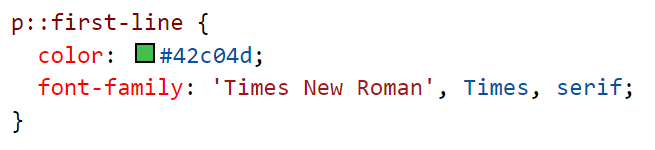 p::first-line {
  color: #42c04d;
  font-family: 'Times New Roman', Times, serif;
}